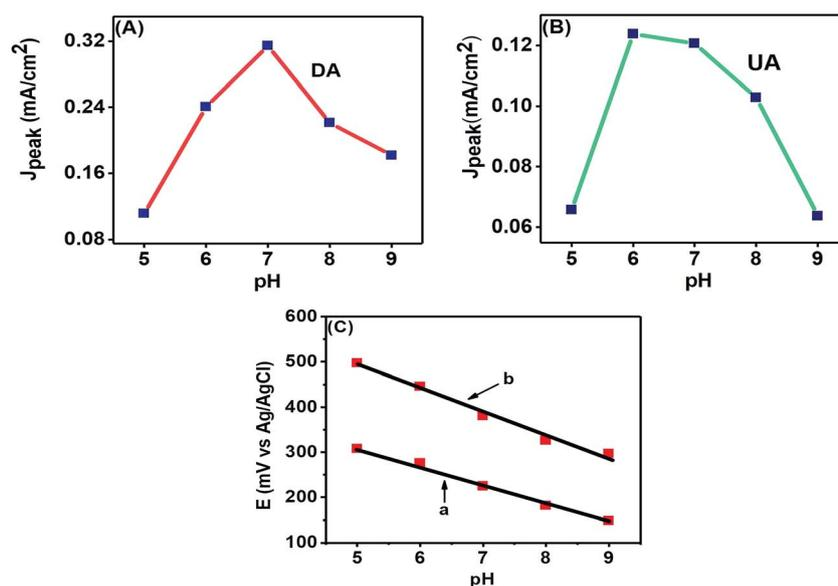 (A)
DA
J peak (mA/cm²)
0.32
0.24
0.16
0.08
5 6 7 8 9
pH
(B)
UA
J peak(mA/cm²)
0.12
0.10
0.08
0.06
5 6 7 8 9
pH
(C)
b
a
E (mV vs Ag/AgCl)
600
500
400
300
200
100
5 6 7 8 9
pH